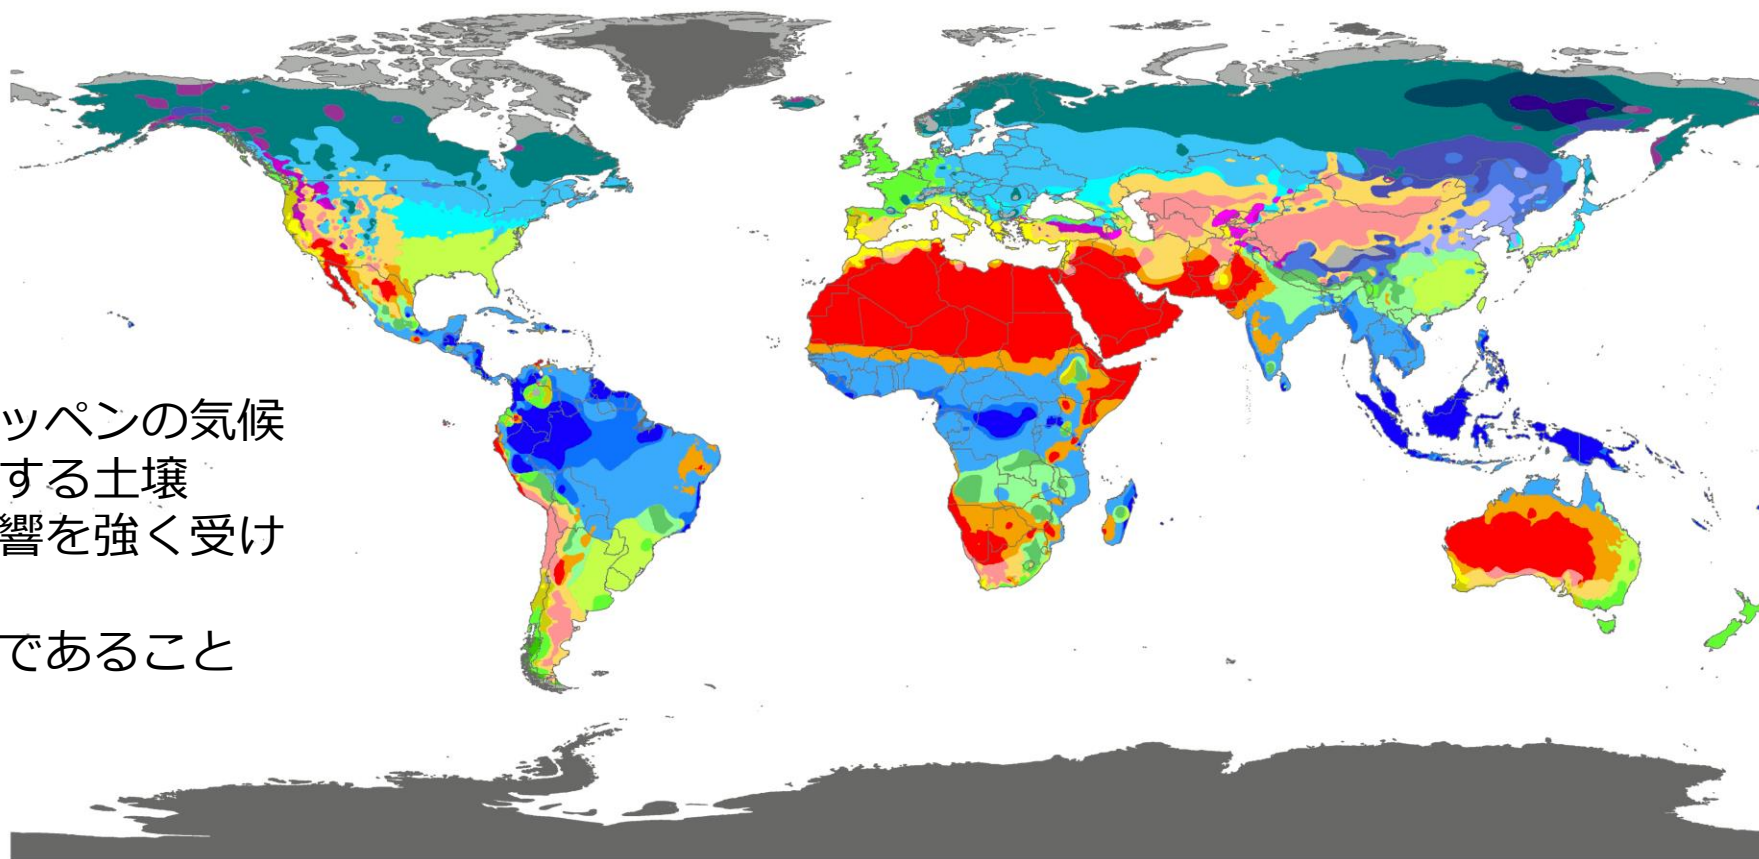 ッペンの気候
する土壌
響を強く受け
であること